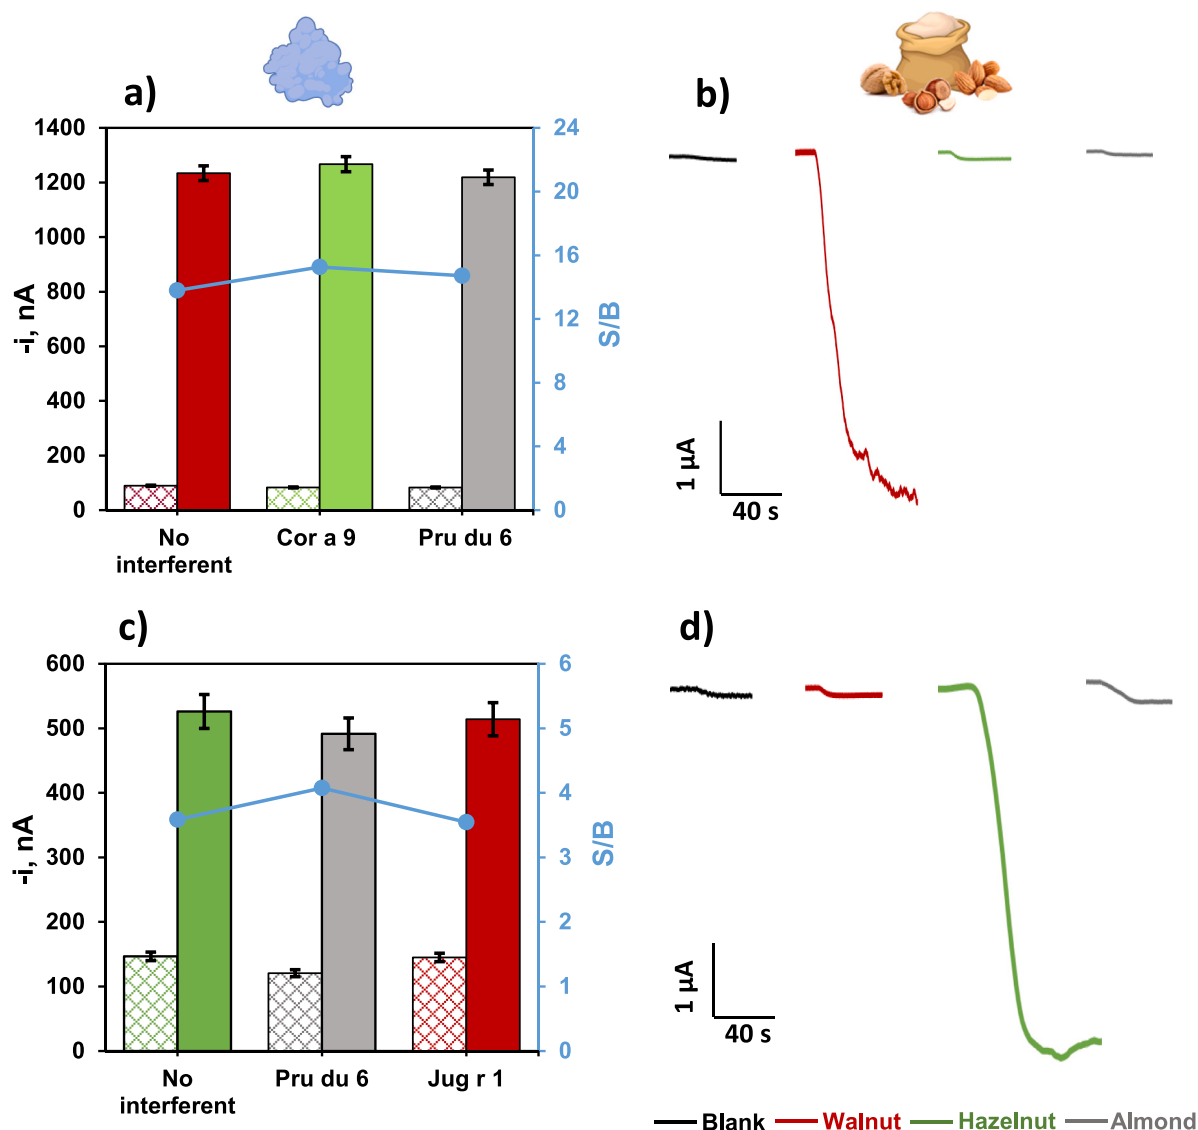 a)
1400
1200
1000
800
600
400
200
0
-i, nA
24
20
16
12
8
4
0
S/B
No interferent
Cor a 9
Pru du 6
b)
1 µA
40 s
c)
600
500
400
300
200
100
0
-i, nA
6
5
4
3
2
1
0
S/B
No interferent
Pru du 6
Jug r 1
d)
1 µA
40 s
Blank Walnut Hazelnut Almond